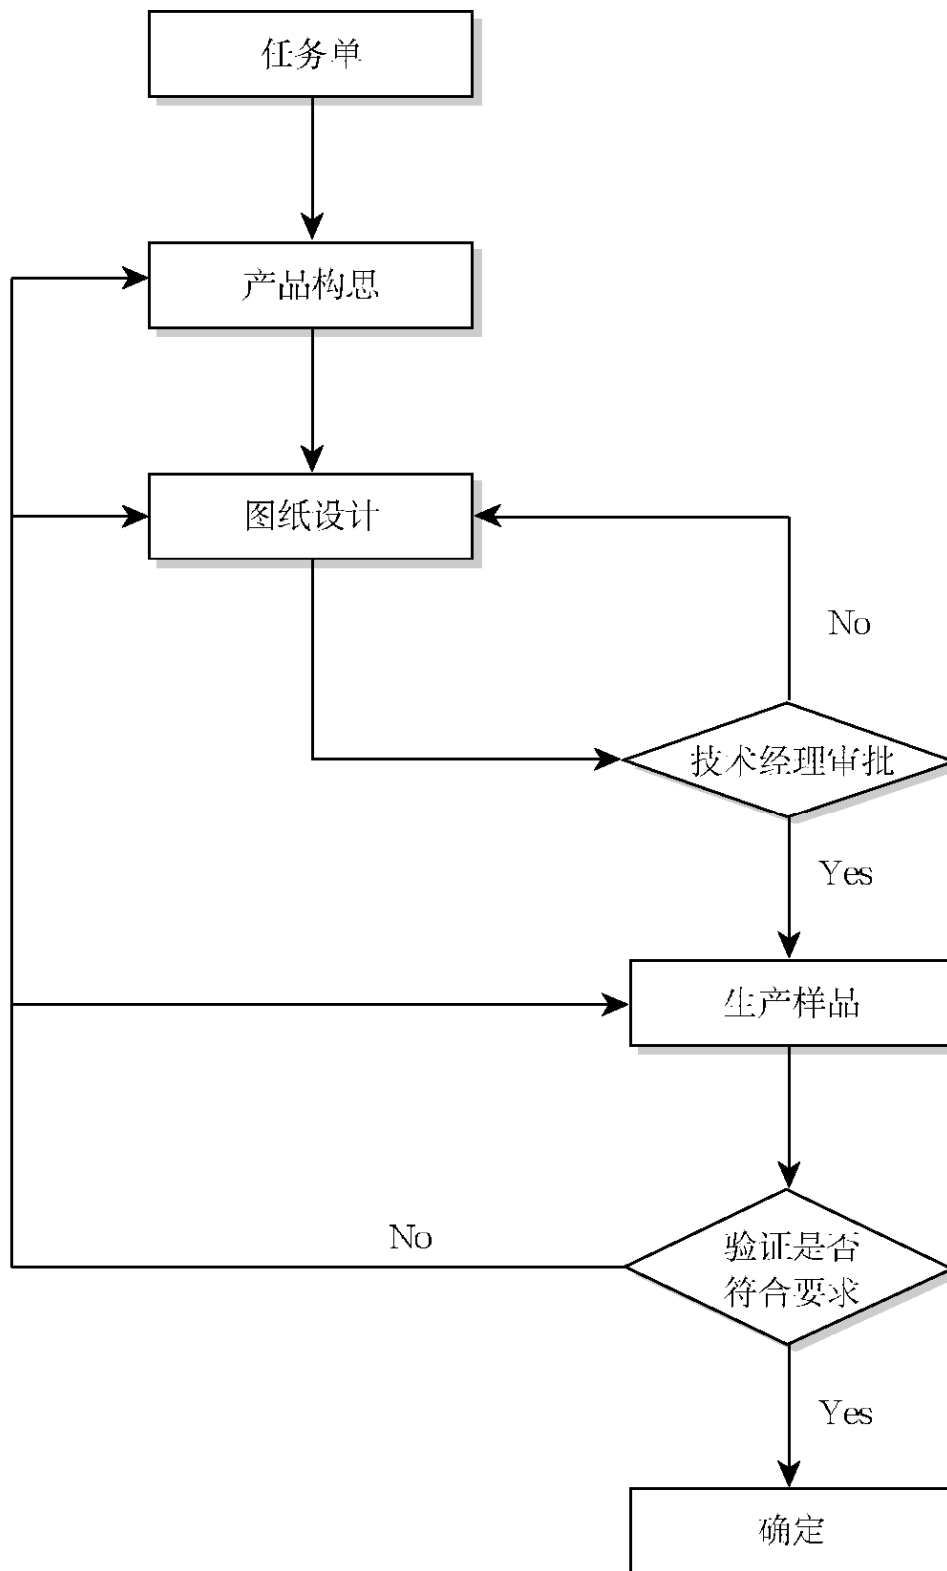 任务单
产品构思
图纸设计
No
技术经理审批
Yes
生产样品
No
验证是否
符合要求
Yes
确定